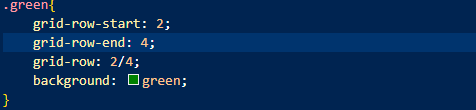 .green{
grid-row-start: 2;
grid-row-end: 4;
grid-row: 2/4;
background: green;
}